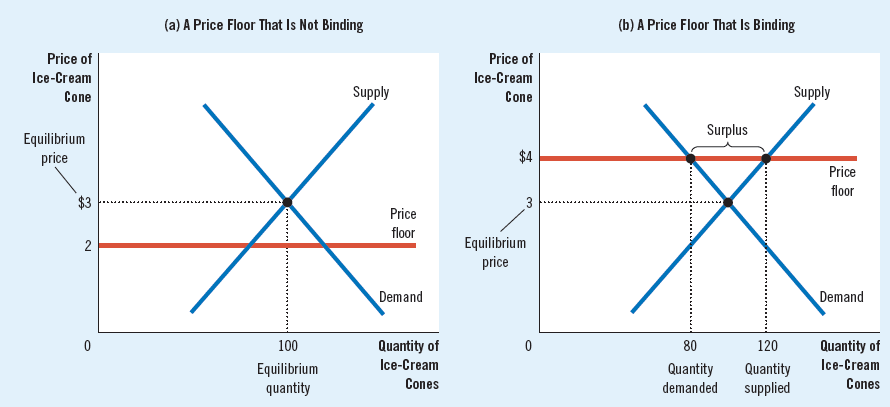 (a) A Price Floor That Is Not Binding
Price of
Ice-Cream
Cone
Supply
Equilibrium
price
$3
Price
floor
2
Demand
0
100
Quantity of
Ice-Cream
Cones
Equilibrium
quantity
(b) A Price Floor That Is Binding
Price of
Ice-Cream
Cone
Supply
Surplus
$4
Price
floor
3
Equilibrium
price
Demand
0
80
120
Quantity of
Ice-Cream
Cones
Quantity
demanded
Quantity
supplied